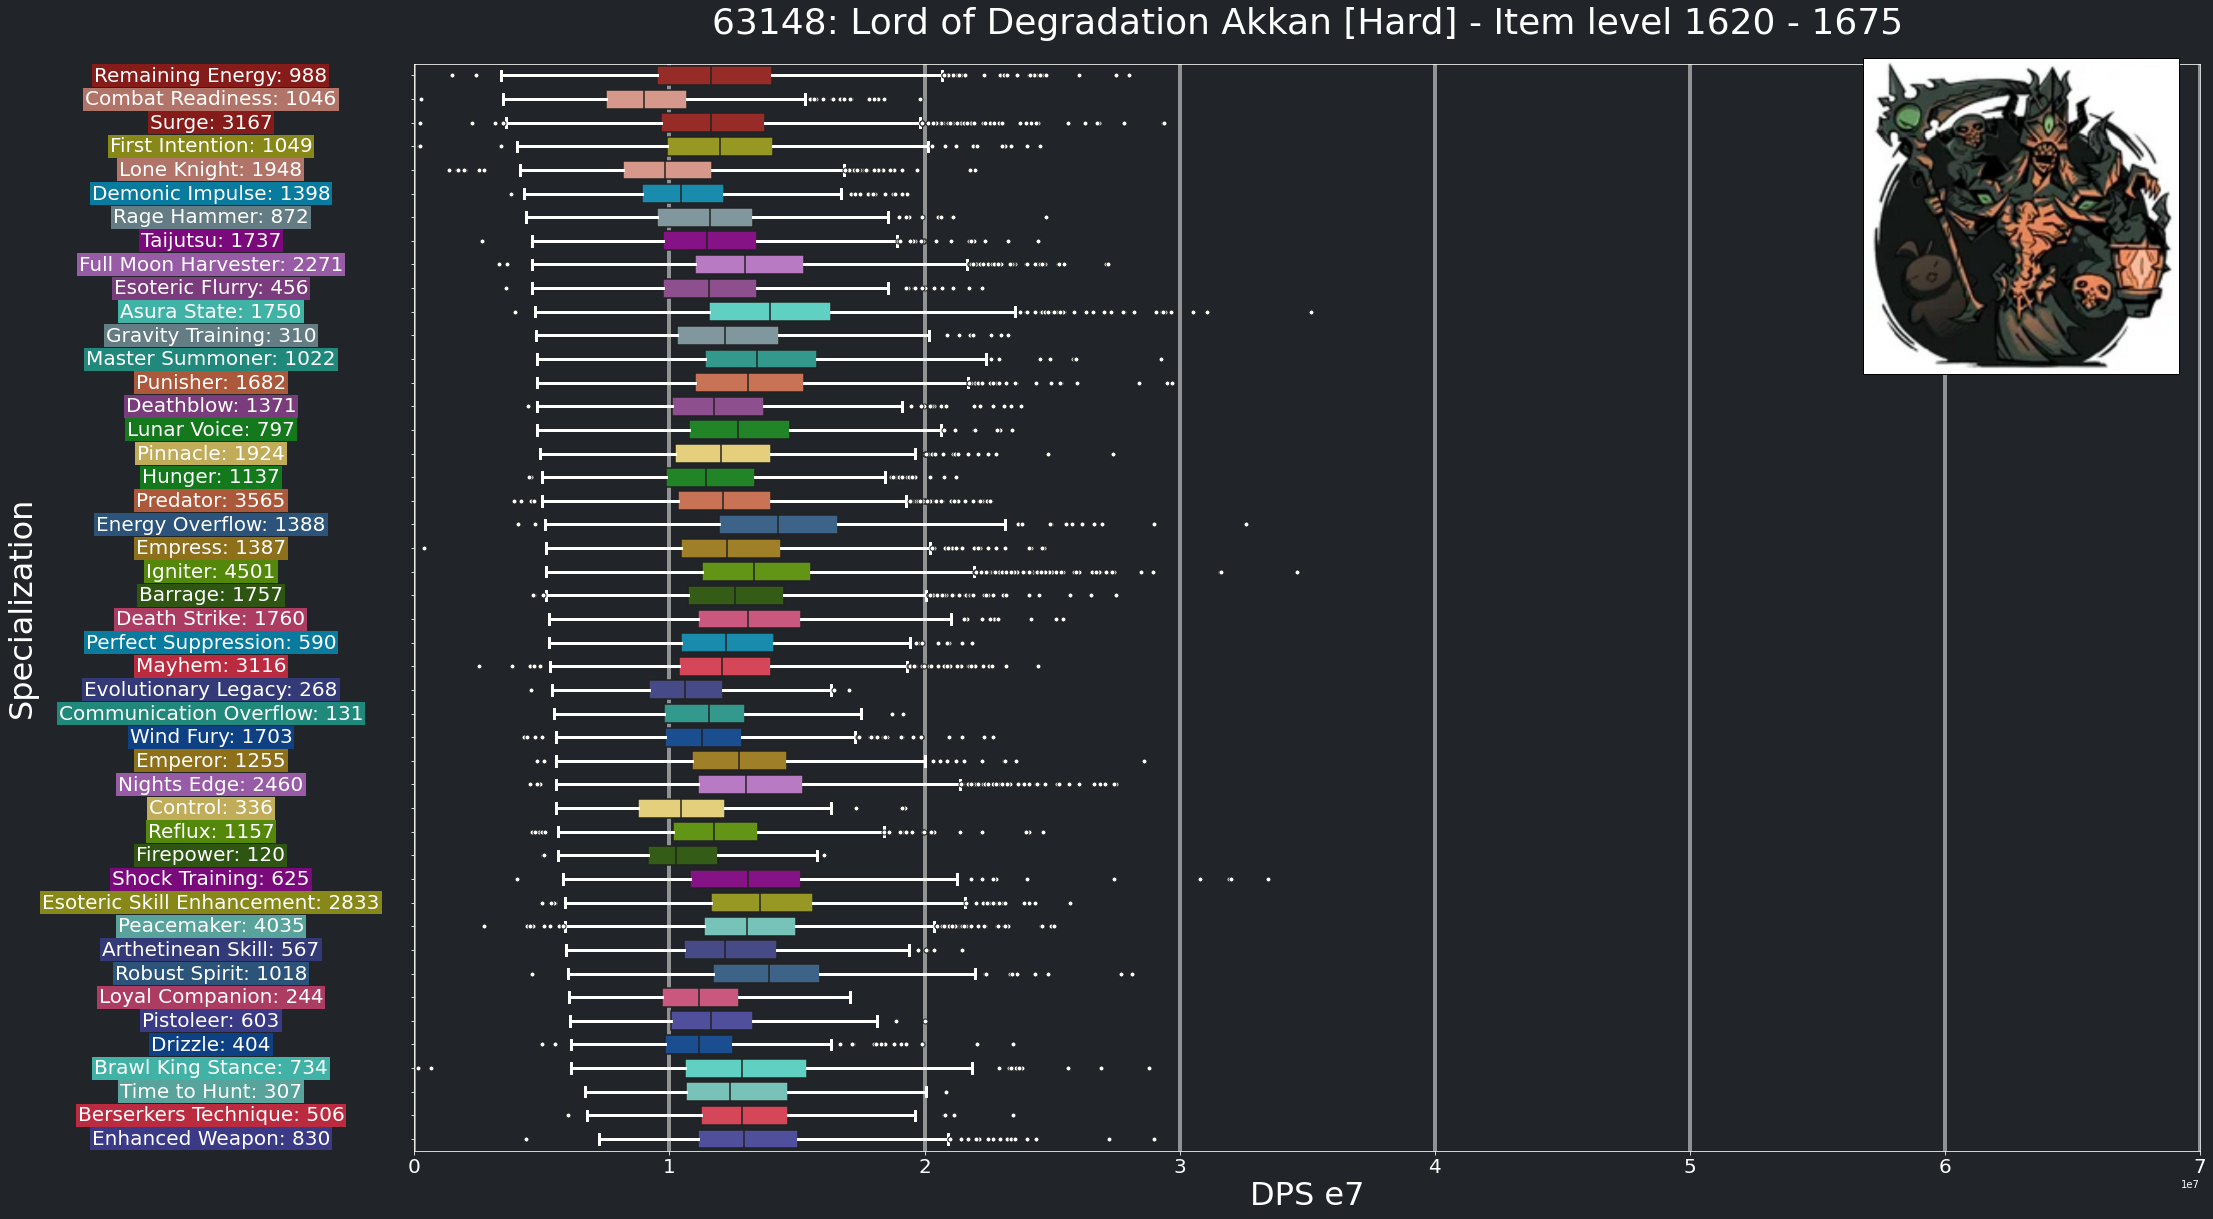 63148: Lord of Degradation Akkan [Hard] - Item level 1620 - 1675
Remaining Energy: 988
Combat Readiness: 1046
Surge: 3167
First Intention: 1049
Lone Knight: 1948
Demonic Impulse: 1398
Rage Hammer: 872
Taijutsu: 1737
Full Moon Harvester: 2271
Esoteric Flurry: 456
Asura State: 1750
Gravity Training: 310
Master Summoner: 1022
Punisher: 1682
Deathblow: 1371
Lunar Voice: 797
Pinnacle: 1924
Hunger: 1137
Predator: 3565
Energy Overflow: 1388
Empress: 1387
Igniter: 4501
Barrage: 1757
Death Strike: 1760
Perfect Suppression: 590
Mayhem: 3116
Evolutionary Legacy: 268
Communication Overflow: 131
Wind Fury: 1703
Emperor: 1255
Nights Edge: 2460
Control: 336
Reflux: 1157
Firepower: 120
Shock Training: 625
Esoteric Skill Enhancement: 2833
Peacemaker: 4035
Arthetinean Skill: 567
Robust Spirit: 1018
Loyal Companion: 244
Pistoleer: 603
Drizzle: 404
Brawl King Stance: 734
Time to Hunt: 307
Berserkers Technique: 506
Enhanced Weapon: 830
Specialization
0 1 2 3 4 5 6 7
1e7
DPS e7